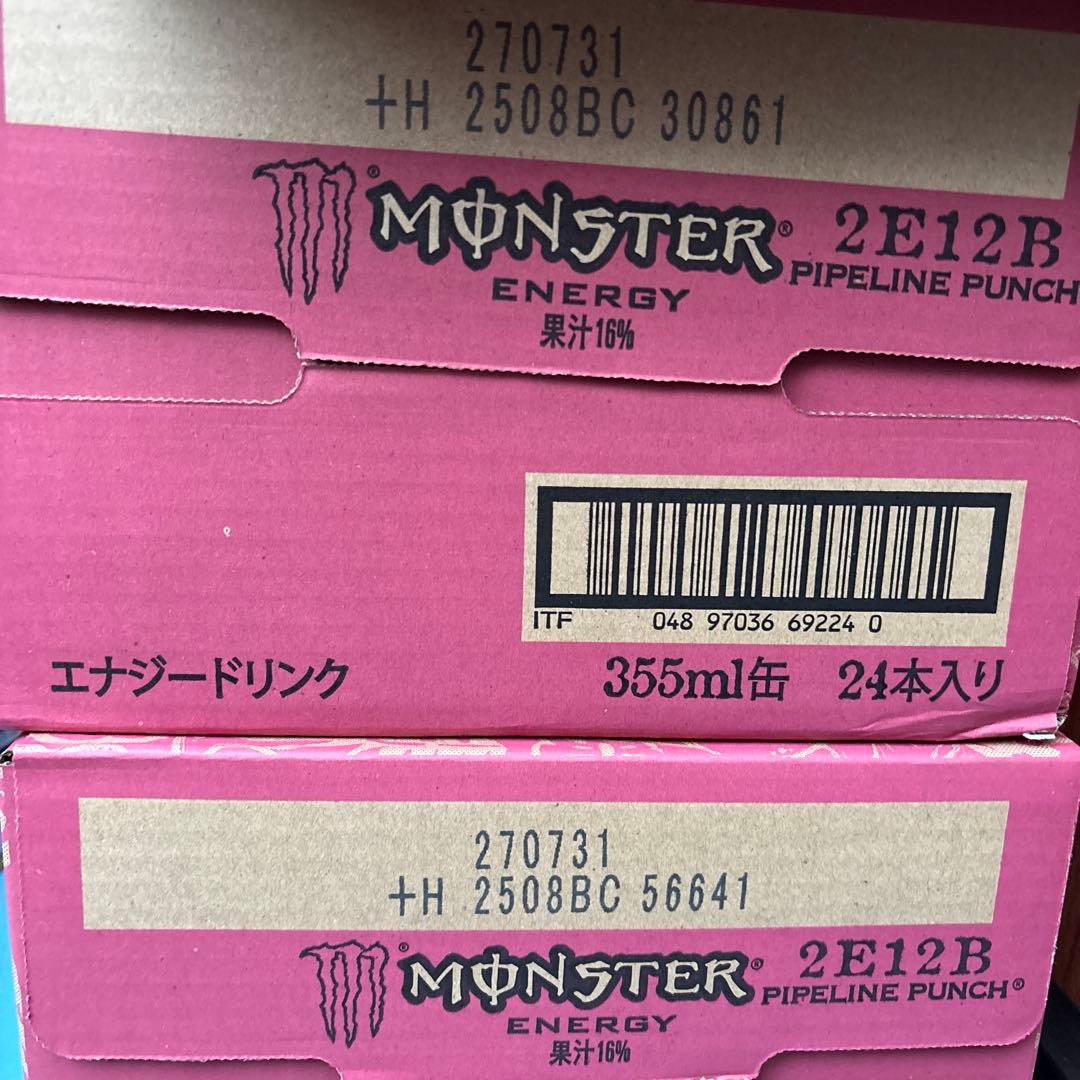 270731
+H 2508BC 30861
MONSTER® 2E12B
ENERGY PIPELINE PUNCH
果汁16%
ITF 048 97036 69224 0
エナジードリンク 355ml缶 24本入り
270731
+H 2508BC 56641
MONSTER® 2E12B
ENERGY PIPELINE PUNCH®
果汁16%